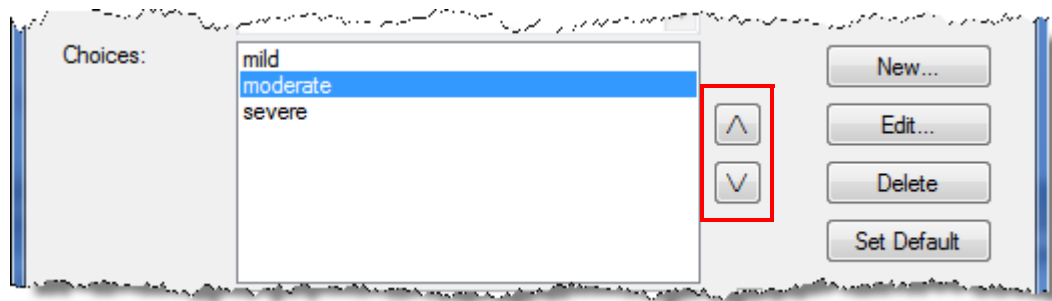 Choices:
mild
moderate
severe
New...
Edit...
Delete
Set Default